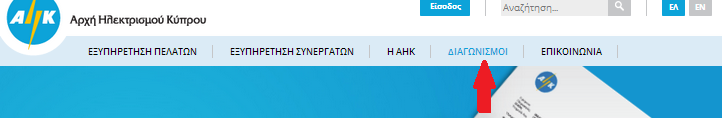 Είσοδος Αναζήτηση... ΕΛ EN
ΑΗΚ Αρχή Ηλεκτρισμού Κύπρου
ΕΞΥΠΗΡΕΤΗΣΗ ΠΕΛΑΤΩΝ ΕΞΥΠΗΡΕΤΗΣΗ ΣΥΝΕΡΓΑΤΩΝ Η ΑΗΚ ΔΙΑΓΩΝΙΣΜΟΙ ΕΠΙΚΟΙΝΩΝΙΑ